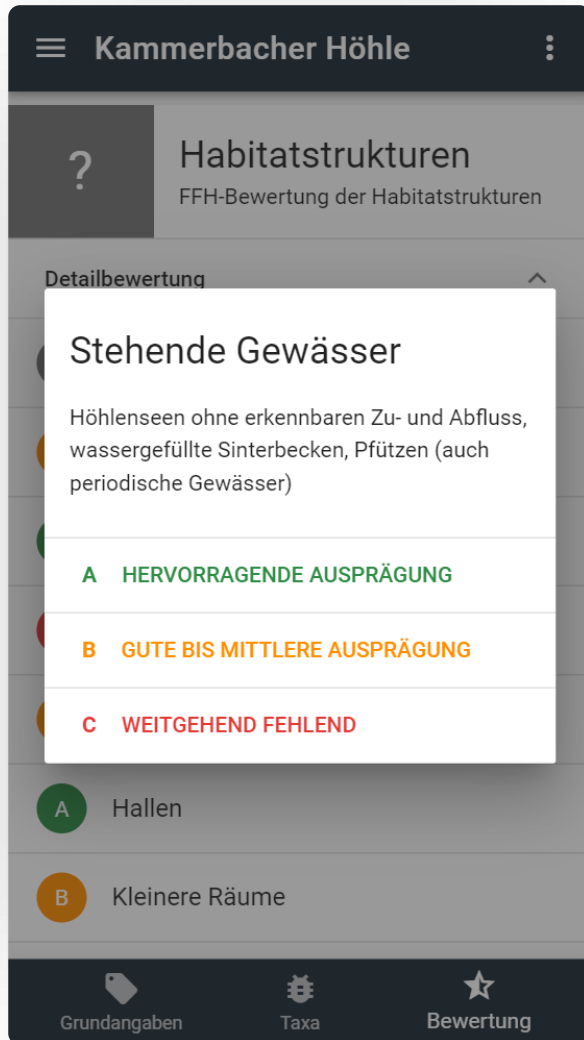 Kammerbacher Höhle
?
Habitatstrukturen
FFH-Bewertung der Habitatstrukturen
Detailbewertung
Stehende Gewässer
Höhlenseen ohne erkennbaren Zu- und Abfluss,
wassergefüllte Sinterbecken, Pfützen (auch
periodische Gewässer)
A HERVORRAGENDE AUSPRÄGUNG
B GUTE BIS MITTLERE AUSPRÄGUNG
C WEITGEHEND FEHLEND
A Hallen
B Kleinere Räume
Grundangaben Taxa Bewertung